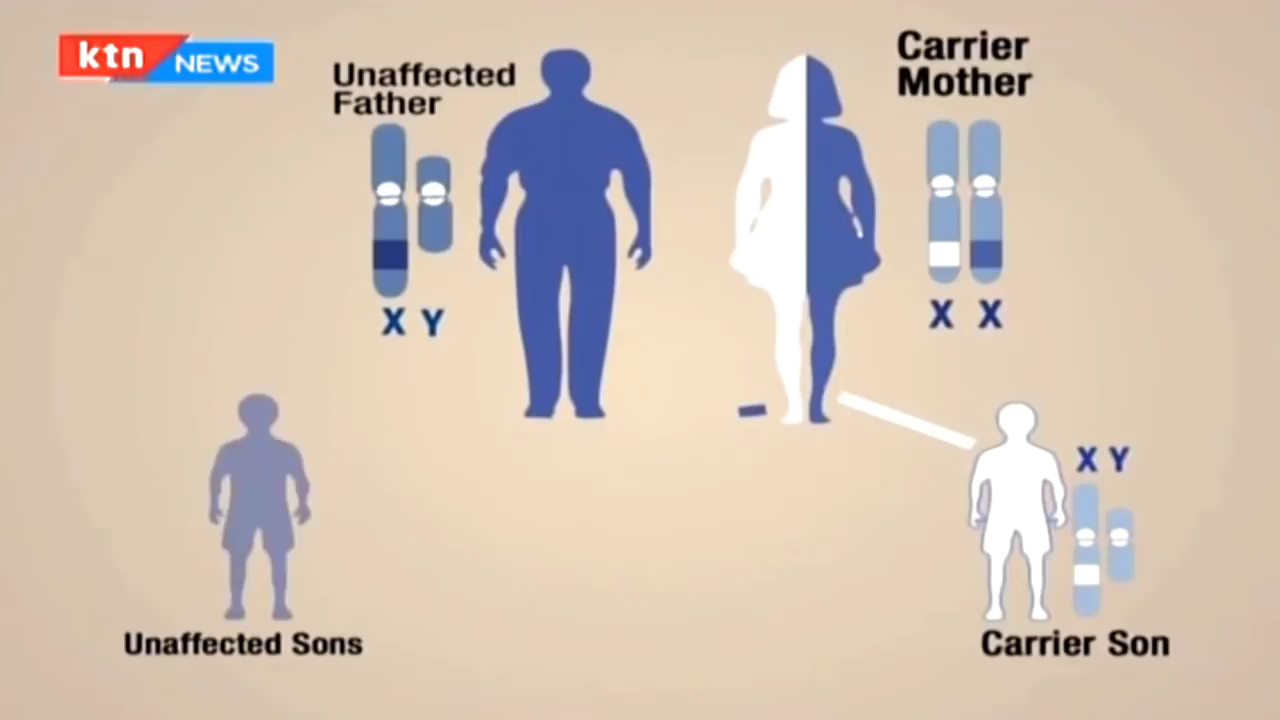 ktn NEWS
Unaffected
Father
Carrier
Mother
X Y
X X
X Y
Unaffected Sons
Carrier Son